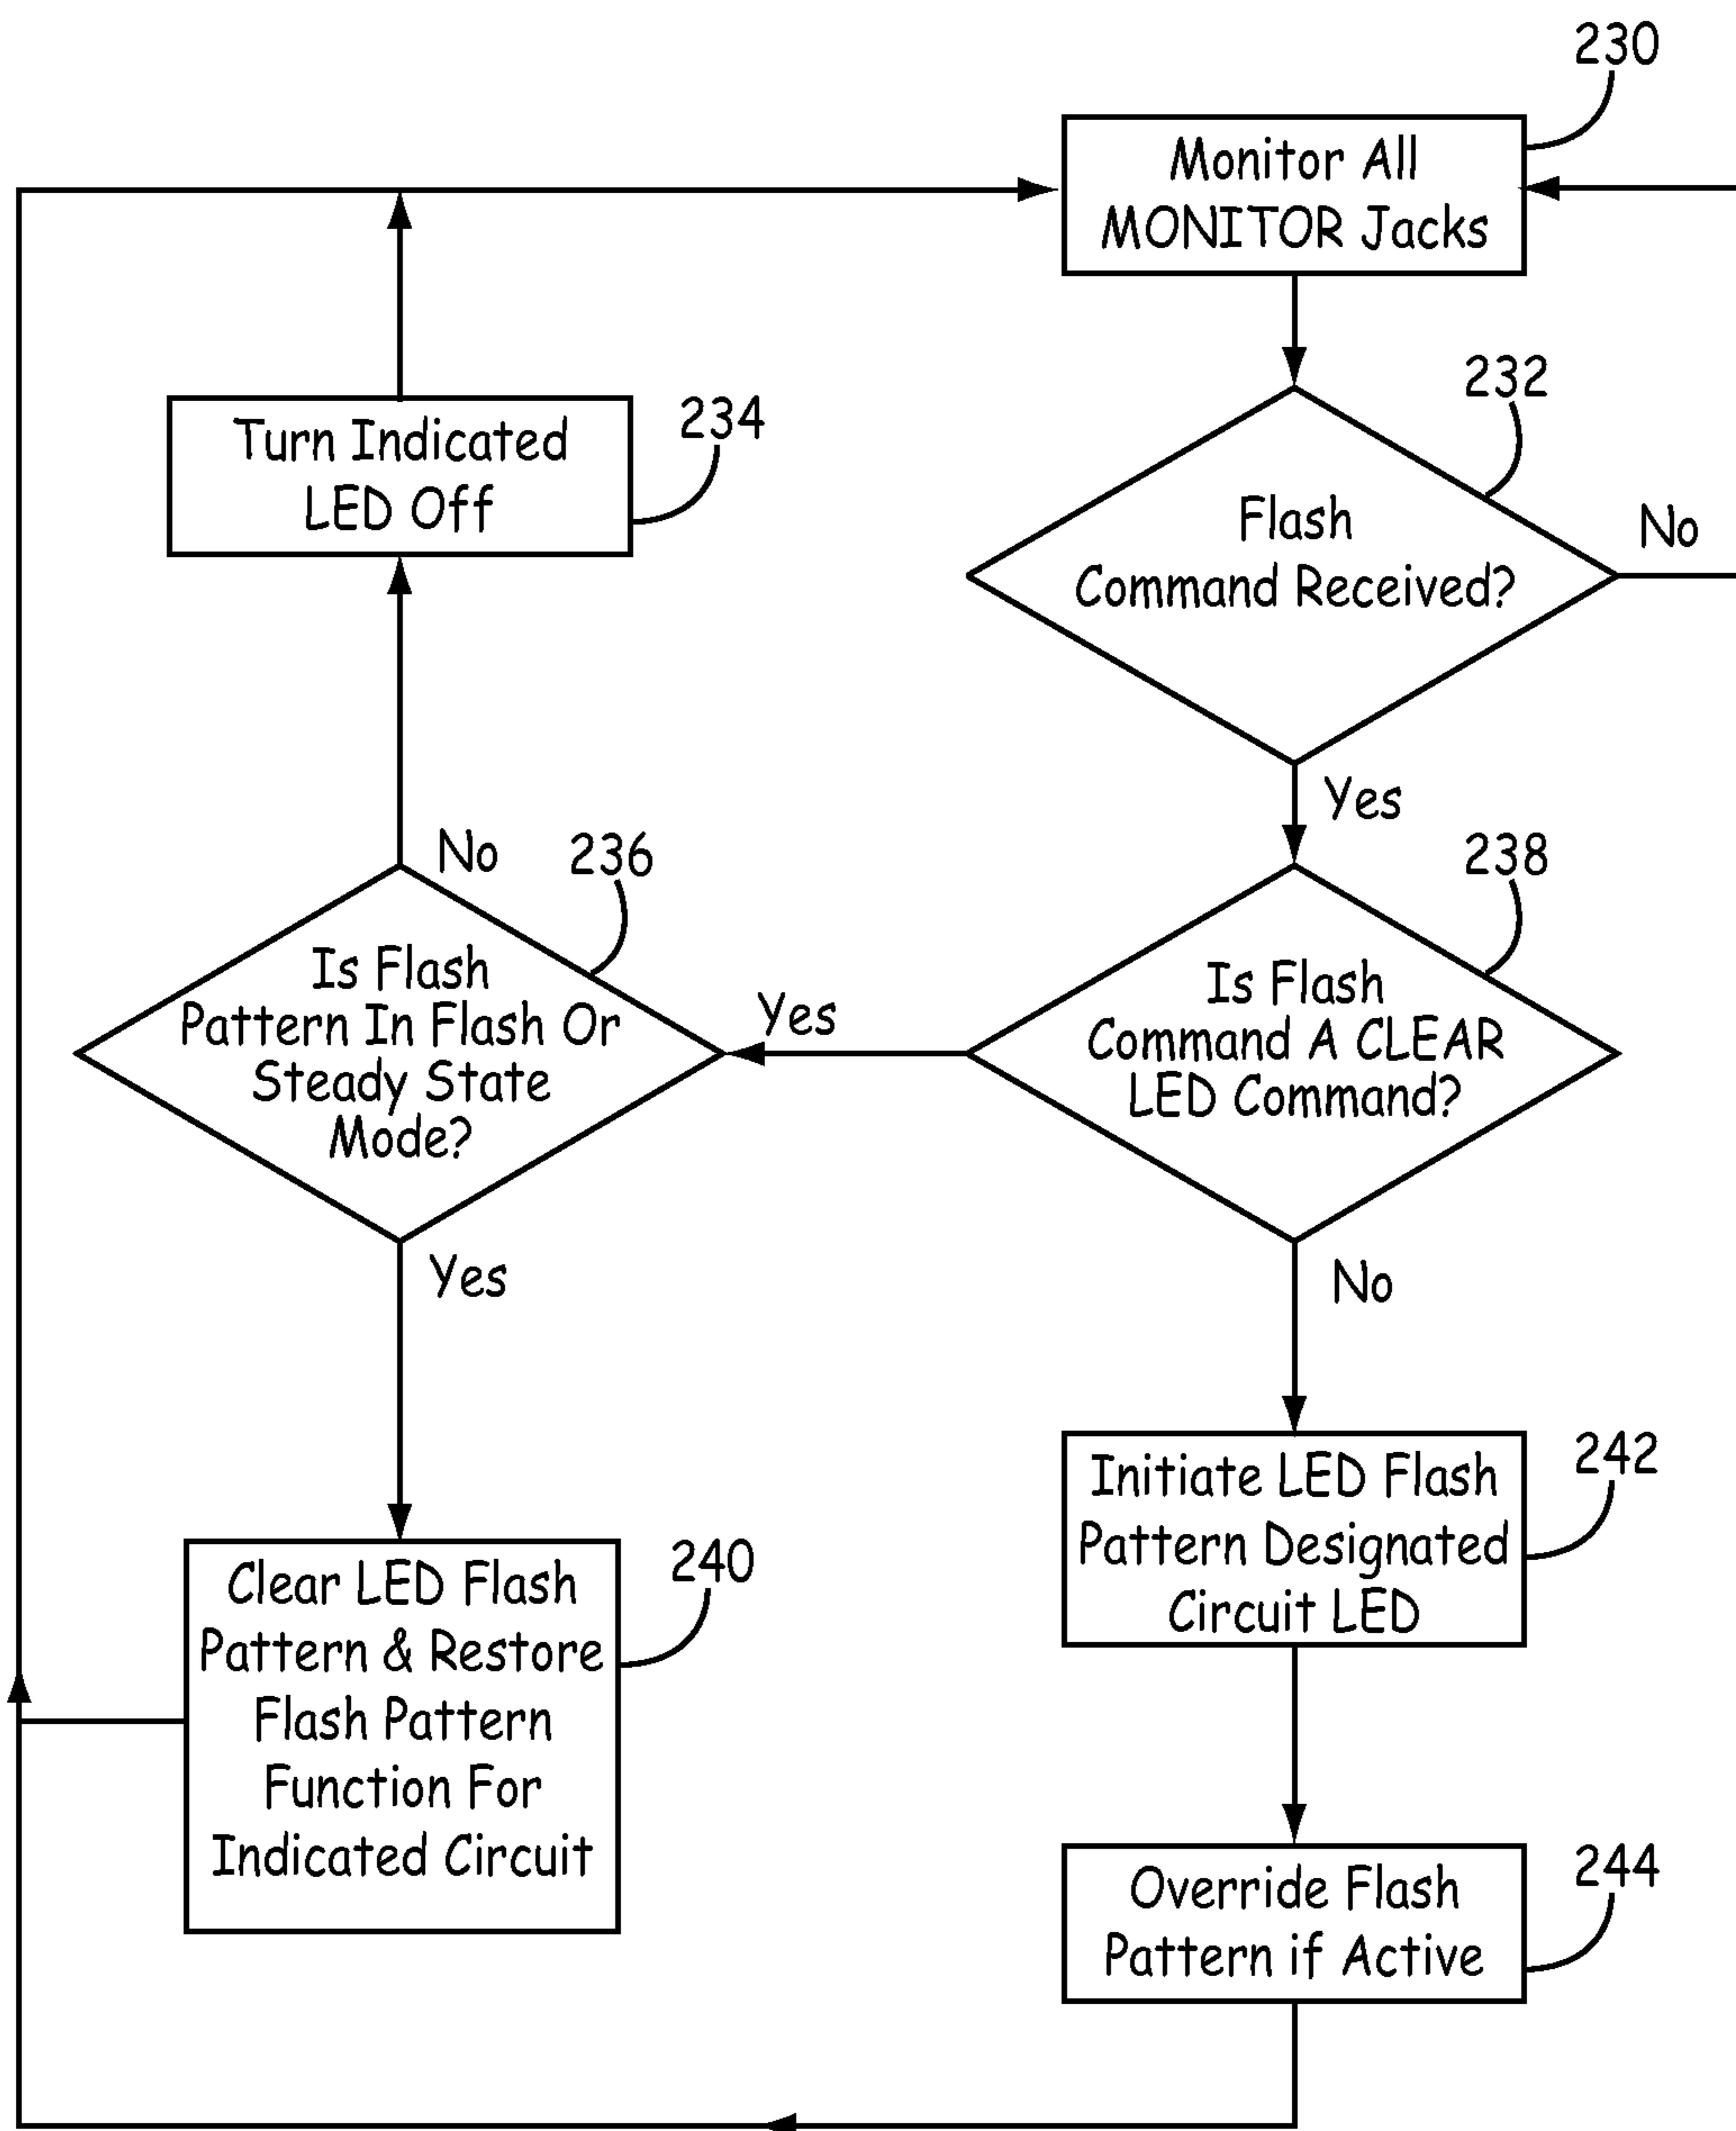 230
Monitor All
MONITOR Jacks
232
Flash
Command Received?
No
Yes
234
Turn Indicated
LED Off
No
236
Is Flash
Pattern In Flash Or
Steady State
Mode?
Yes
238
Is Flash
Command A CLEAR
LED Command?
Yes
No
240
Clear LED Flash
Pattern & Restore
Flash Pattern
Function For
Indicated Circuit
242
Initiate LED Flash
Pattern Designated
Circuit LED
244
Override Flash
Pattern if Active